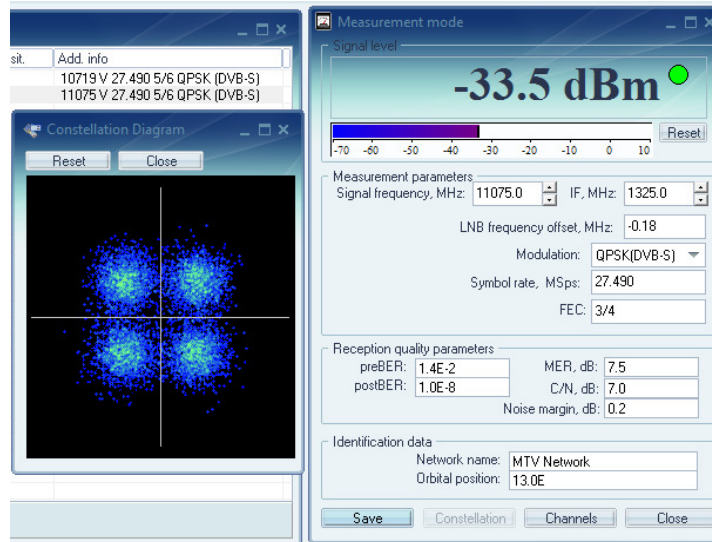 sit. Add. info
10719 V 27.490 5/6 QPSK (DVB-S)
11075 V 27.490 5/6 QPSK (DVB-S)
Constellation Diagram
Reset Close
Measurement mode
Signal level
-33.5 dBm
Reset
-70 -60 -50 -40 -30 -20 -10 0 10
Measurement parameters
Signal frequency, MHz: 11075.0 IF, MHz: 1325.0
LNB frequency offset, MHz: -0.18
Modulation: QPSK(DVB-S)
Symbol rate, MSps: 27.490
FEC: 3/4
Reception quality parameters
preBER: 1.4E-2 MER, dB: 7.5
postBER: 1.0E-8 C/N, dB: 7.0
Noise margin, dB: 0.2
Identification data
Network name: MTV Network
Orbital position: 13.0E
Save Constellation Channels Close